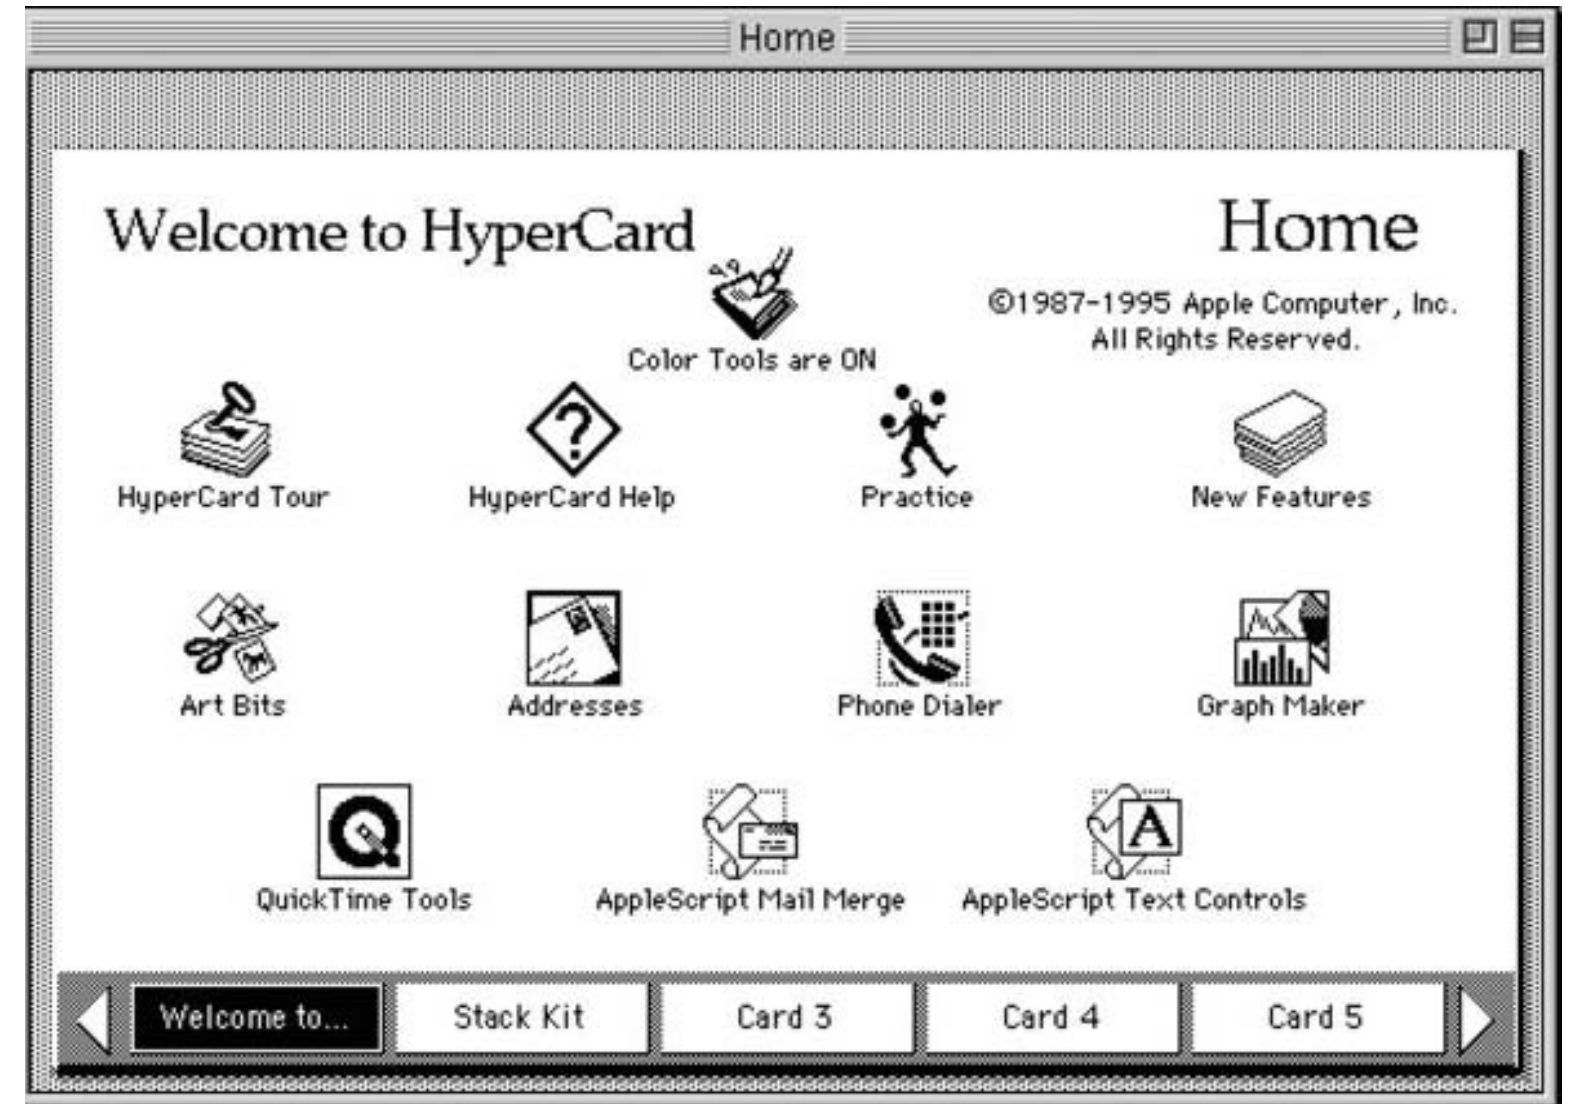 Home
Welcome to HyperCard
Home
©1987-1995 Apple Computer, Inc.
All Rights Reserved.
Color Tools are ON
HyperCard Tour
HyperCard Help
Practice
New Features
Art Bits
Addresses
Phone Dialer
Graph Maker
QuickTime Tools
A
AppleScript Mail Merge
AppleScript Text Controls
Welcome to...
Stack Kit
Card 3
Card 4
Card 5